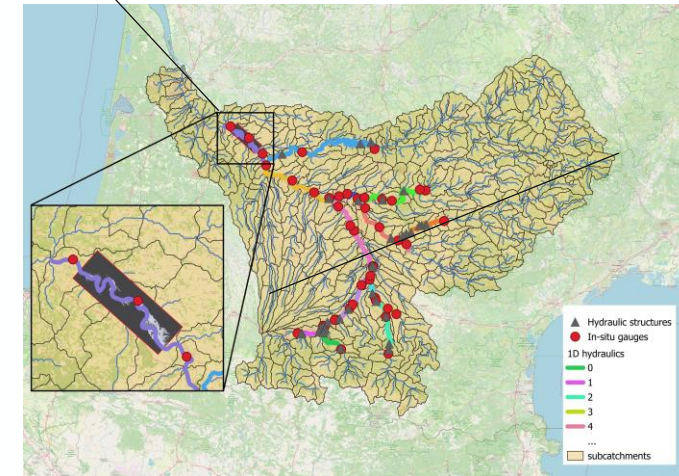 Hydraulic structures
In-situ gauges
1D hydraulics
0
1
2
3
4
...
subcatchments